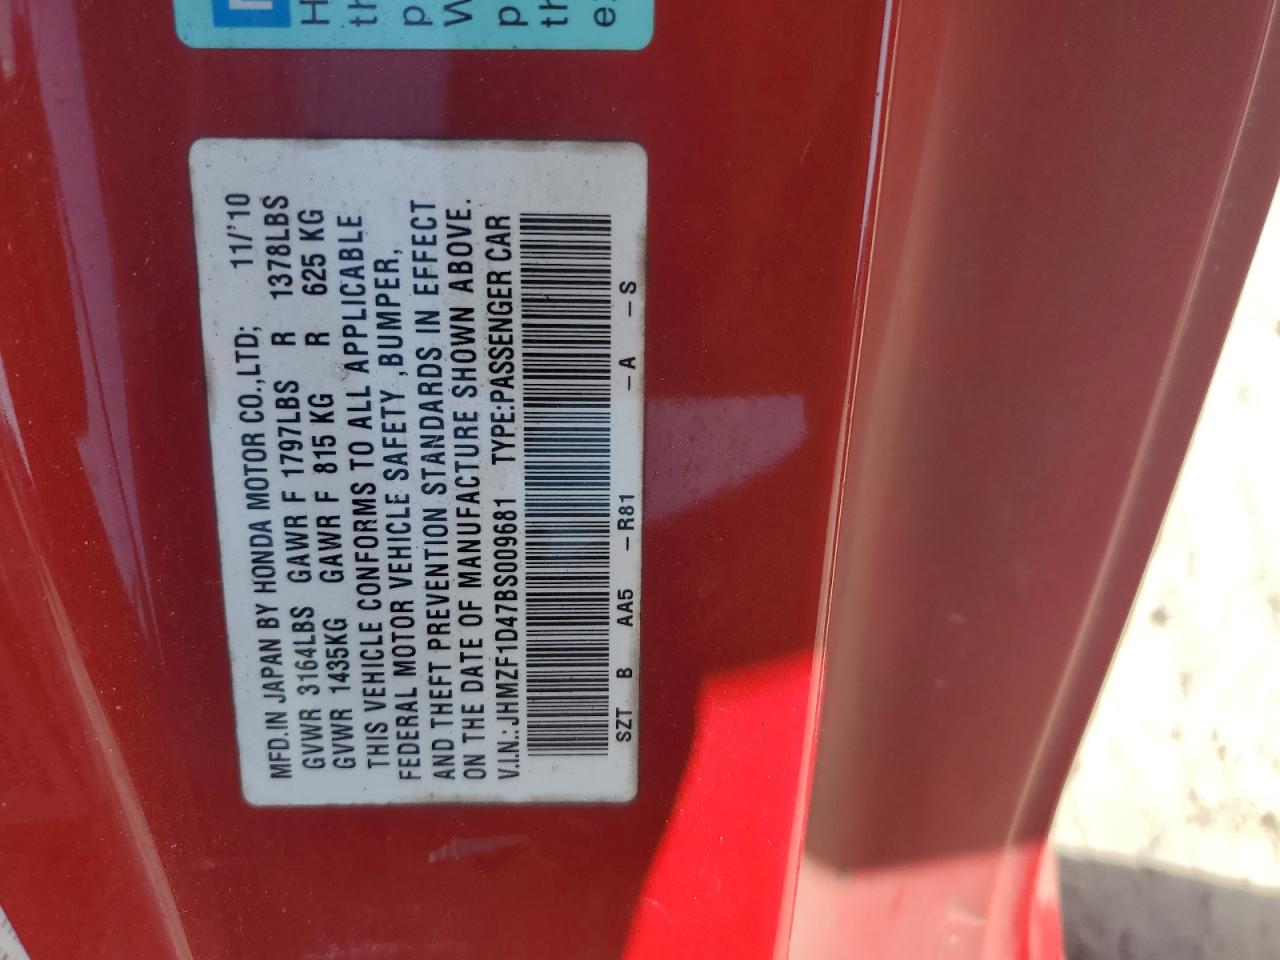 MFD.IN JAPAN BY HONDA MOTOR CO.,LTD; 11/'10
GVWR 3164LBS GAWR F 1797LBS R 1378LBS
GVWR 1435KG GAWR F 815 KG R 625 KG
THIS VEHICLE CONFORMS TO ALL APPLICABLE
FEDERAL MOTOR VEHICLE SAFETY ,BUMPER,
AND THEFT PREVENTION STANDARDS IN EFFECT
ON THE DATE OF MANUFACTURE SHOWN ABOVE.
V.I.N.: JHMZF1D47BS009681 TYPE:PASSENGER CAR
SZT B AA5 –R81 –A –S